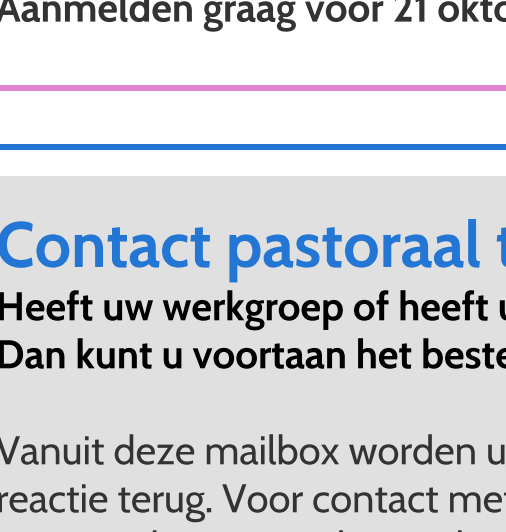 Aanmelden graag voor 21 okto
Contact pastoraal t
Heeft uw werkgroep of heeft u
Dan kunt u voortaan het beste
Vanuit deze mailbox worden u
reactie terug. Voor contact met